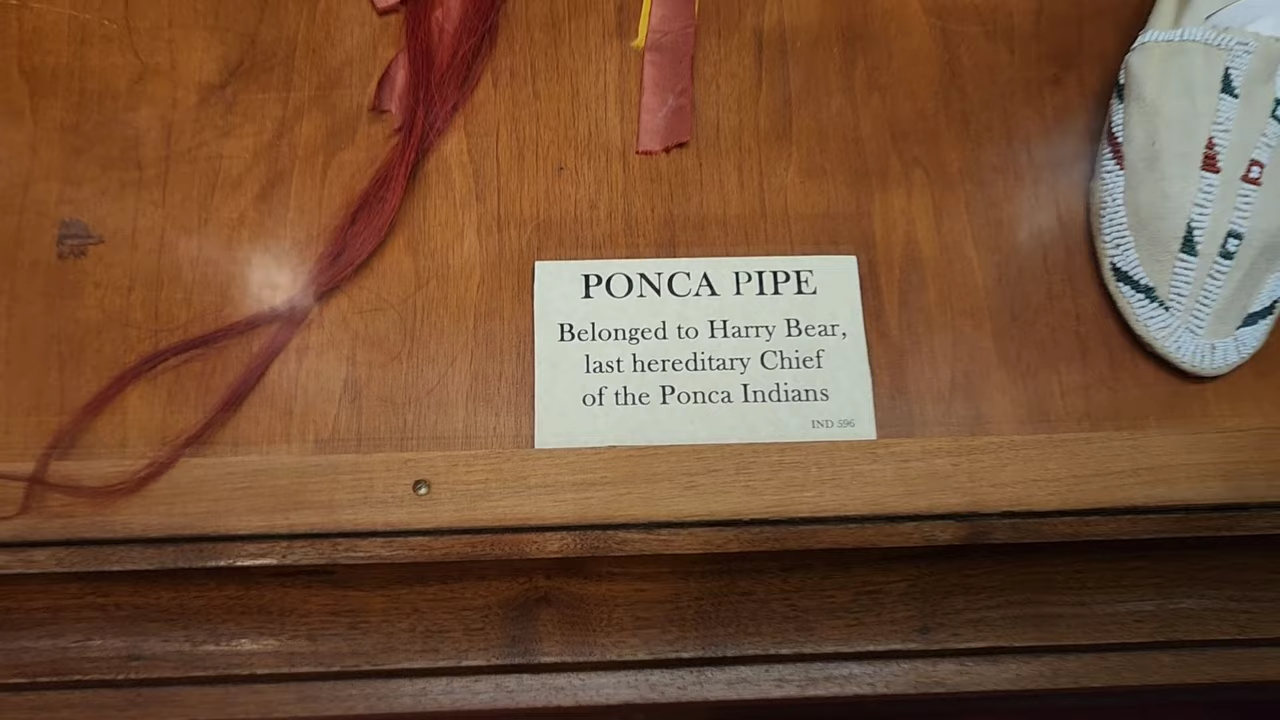 PONCA PIPE
Belonged to Harry Bear,
last hereditary Chief
of the Ponca Indians
IND 596